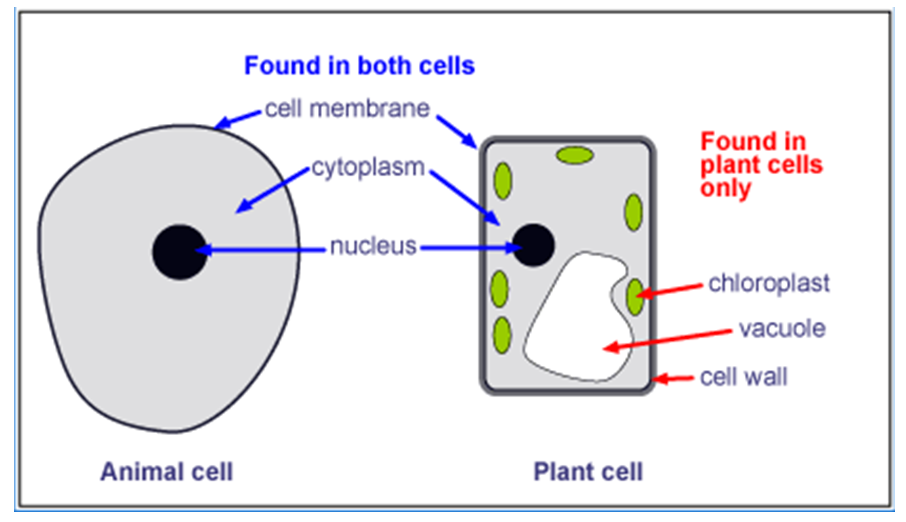 Found in both cells
cell membrane
cytoplasm
nucleus
Found in
plant cells
only
chloroplast
vacuole
cell wall
Animal cell
Plant cell